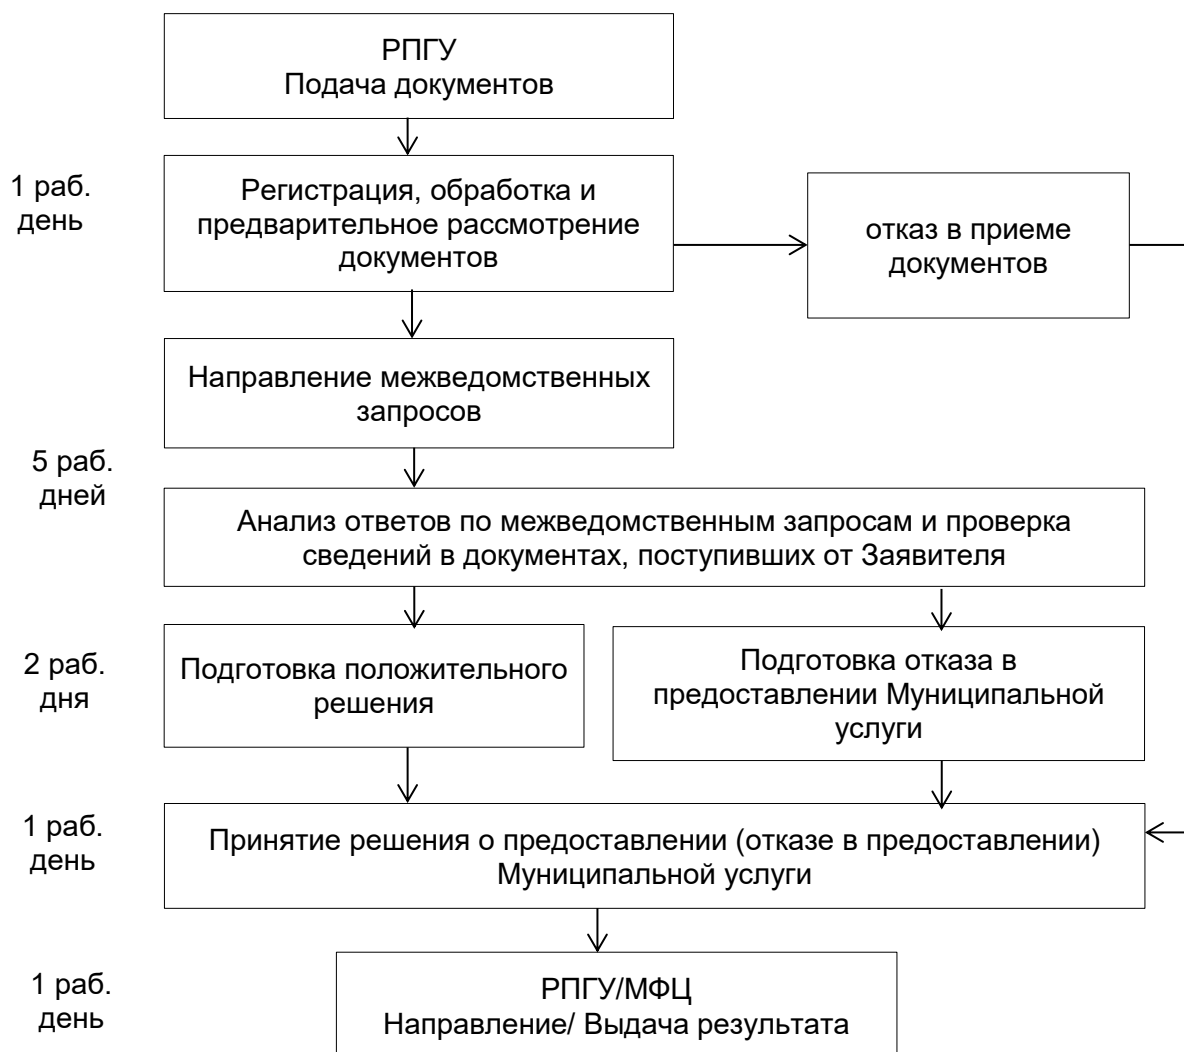 РПГУ
Подача документов
1 раб.
день
Регистрация, обработка и
предварительное рассмотрение
документов
отказ в приеме
документов
Направление межведомственных
запросов
5 раб.
дней
Анализ ответов по межведомственным запросам и проверка
сведений в документах, поступивших от Заявителя
2 раб.
дня
Подготовка положительного
решения
Подготовка отказа в
предоставлении Муниципальной
услуги
1 раб.
день
Принятие решения о предоставлении (отказе в предоставлении)
Муниципальной услуги
1 раб.
день
РПГУ/МФЦ
Направление/ Выдача результата